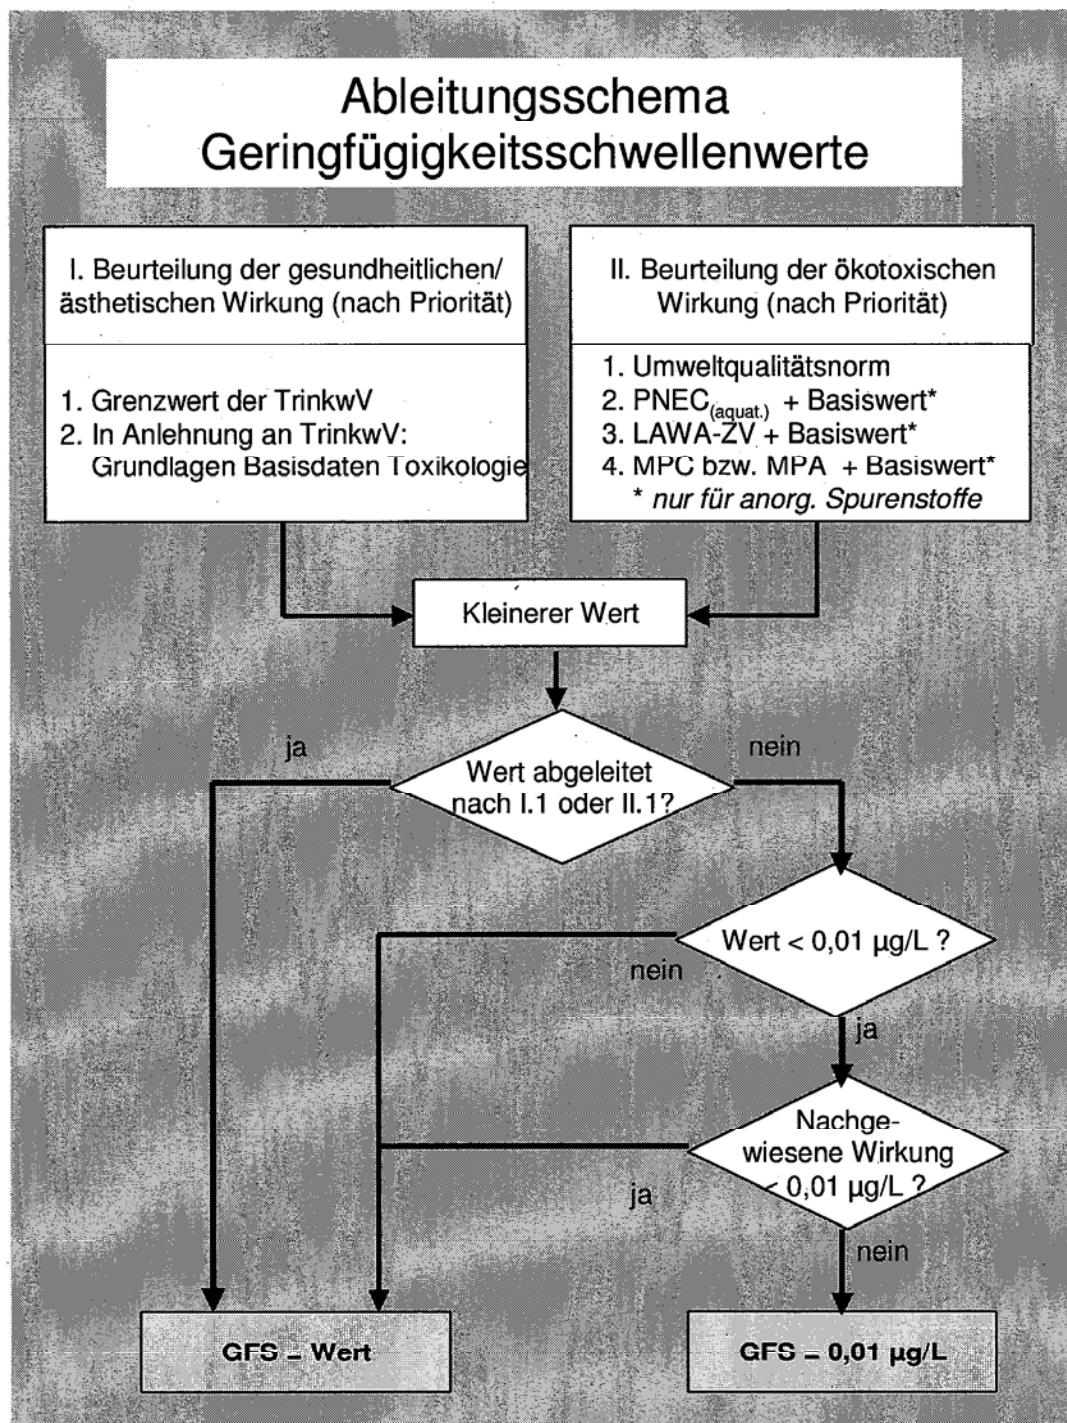 Ableitungsschema
Geringfügigkeitsschwellenwerte
I. Beurteilung der gesundheitlichen/
ästhetischen Wirkung (nach Priorität)
1. Grenzwert der TrinkwV
2. In Anlehnung an TrinkwV:
Grundlagen Basisdaten Toxikologie
II. Beurteilung der ökotoxischen
Wirkung (nach Priorität)
1. Umweltqualitätsnorm
2. PNEC(aquat.) + Basiswert*
3. LAWA-ZV + Basiswert*
4. MPC bzw. MPA + Basiswert*
* nur für anorg. Spurenstoffe
Kleinerer Wert
ja
nein
Wert abgeleitet
nach I.1 oder II.1?
Wert < 0,01 µg/L ?
nein
ja
Nachge-
wiesene Wirkung
< 0,01 µg/L ?
ja
nein
GFS = Wert
GFS = 0,01 µg/L